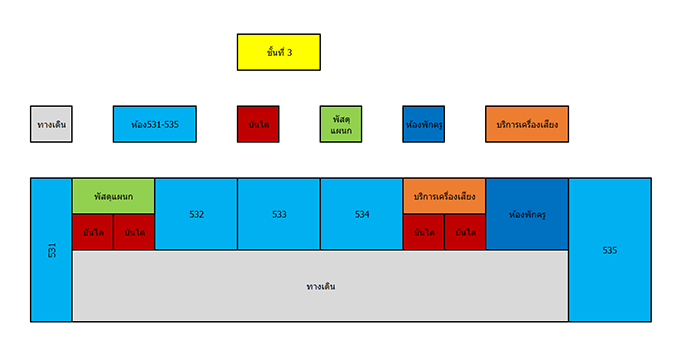 ชั้นที่ 3
ทางเดิน
ห้อง531-535
บันได
พัสดุ
แผนก
ห้องพักครู
บริการเครื่องเสียง
พัสดุแผนก
บริการเครื่องเสียง
531
บันได
บันได
532
533
534
บันได
บันได
ห้องพักครู
535
ทางเดิน